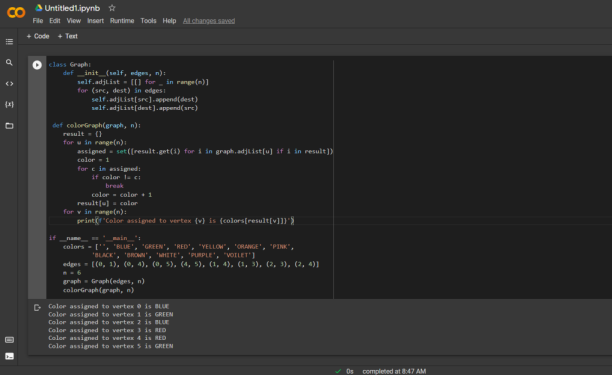 Untitled1.ipynb
File Edit View Insert Runtime Tools Help All changes saved
+ Code + Text
class Graph:
def __init__(self, edges, n):
self.adjList = [[] for _ in range(n)]
for (src, dest) in edges:
self.adjList[src].append(dest)
self.adjList[dest].append(src)
def colorGraph(graph, n):
result = {}
for u in range(n):
assigned = set([result.get(i) for i in graph.adjList[u] if i in result])
color = 1
for c in assigned:
if color != c:
break
color = color + 1
result[u] = color
for v in range(n):
print(f'Color assigned to vertex {v} is {colors[result[v]]}')
if __name__ == '__main__':
colors = ['', 'BLUE', 'GREEN', 'RED', 'YELLOW', 'ORANGE', 'PINK',
'BLACK', 'BROWN', 'WHITE', 'PURPLE', 'VOILET']
edges = [(0, 1), (0, 4), (0, 5), (4, 5), (1, 4), (1, 3), (2, 3), (2, 4)]
n = 6
graph = Graph(edges, n)
colorGraph(graph, n)
Color assigned to vertex 0 is BLUE
Color assigned to vertex 1 is GREEN
Color assigned to vertex 2 is BLUE
Color assigned to vertex 3 is RED
Color assigned to vertex 4 is RED
Color assigned to vertex 5 is GREEN
0s completed at 8:47 AM